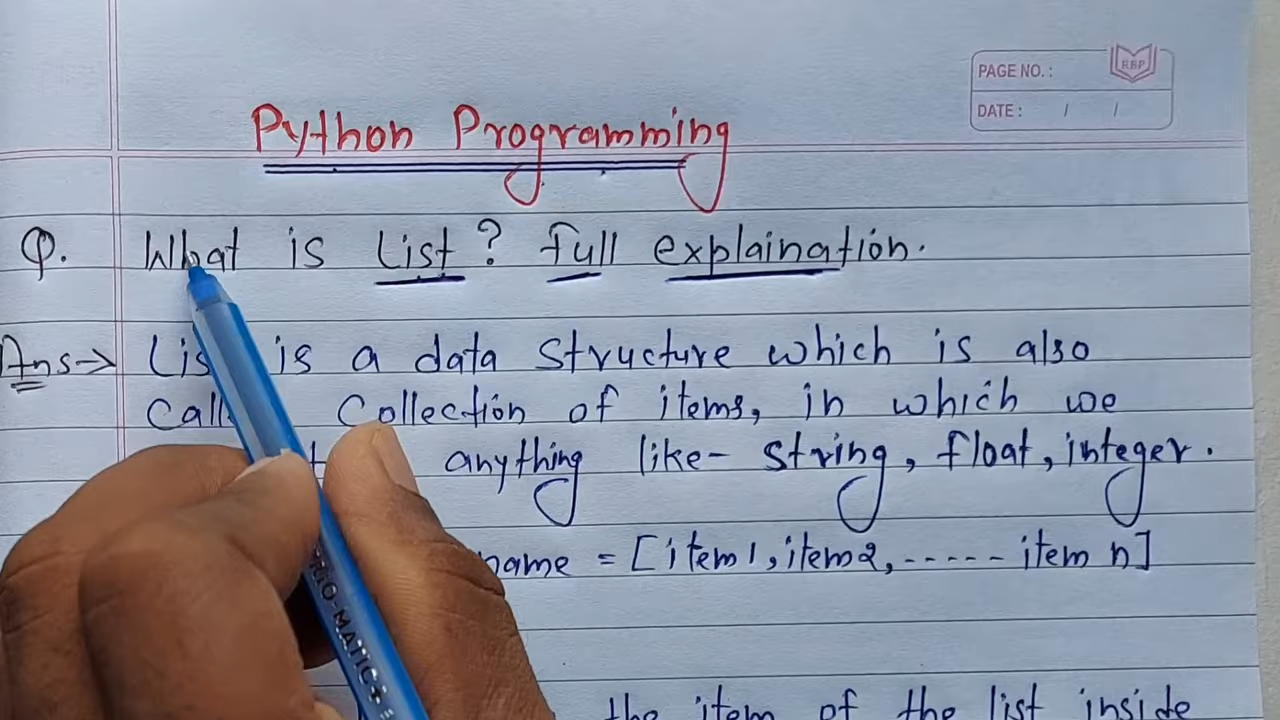 PAGE NO. :
RBP
DATE : / /
Python Programming
Q. What is List? full explaination.
Ans→ is a data structure which is also
Collection of items, in which we
anything like- string, float, integer.
name = [item1, item2, ----- item n]
the item of the list inside